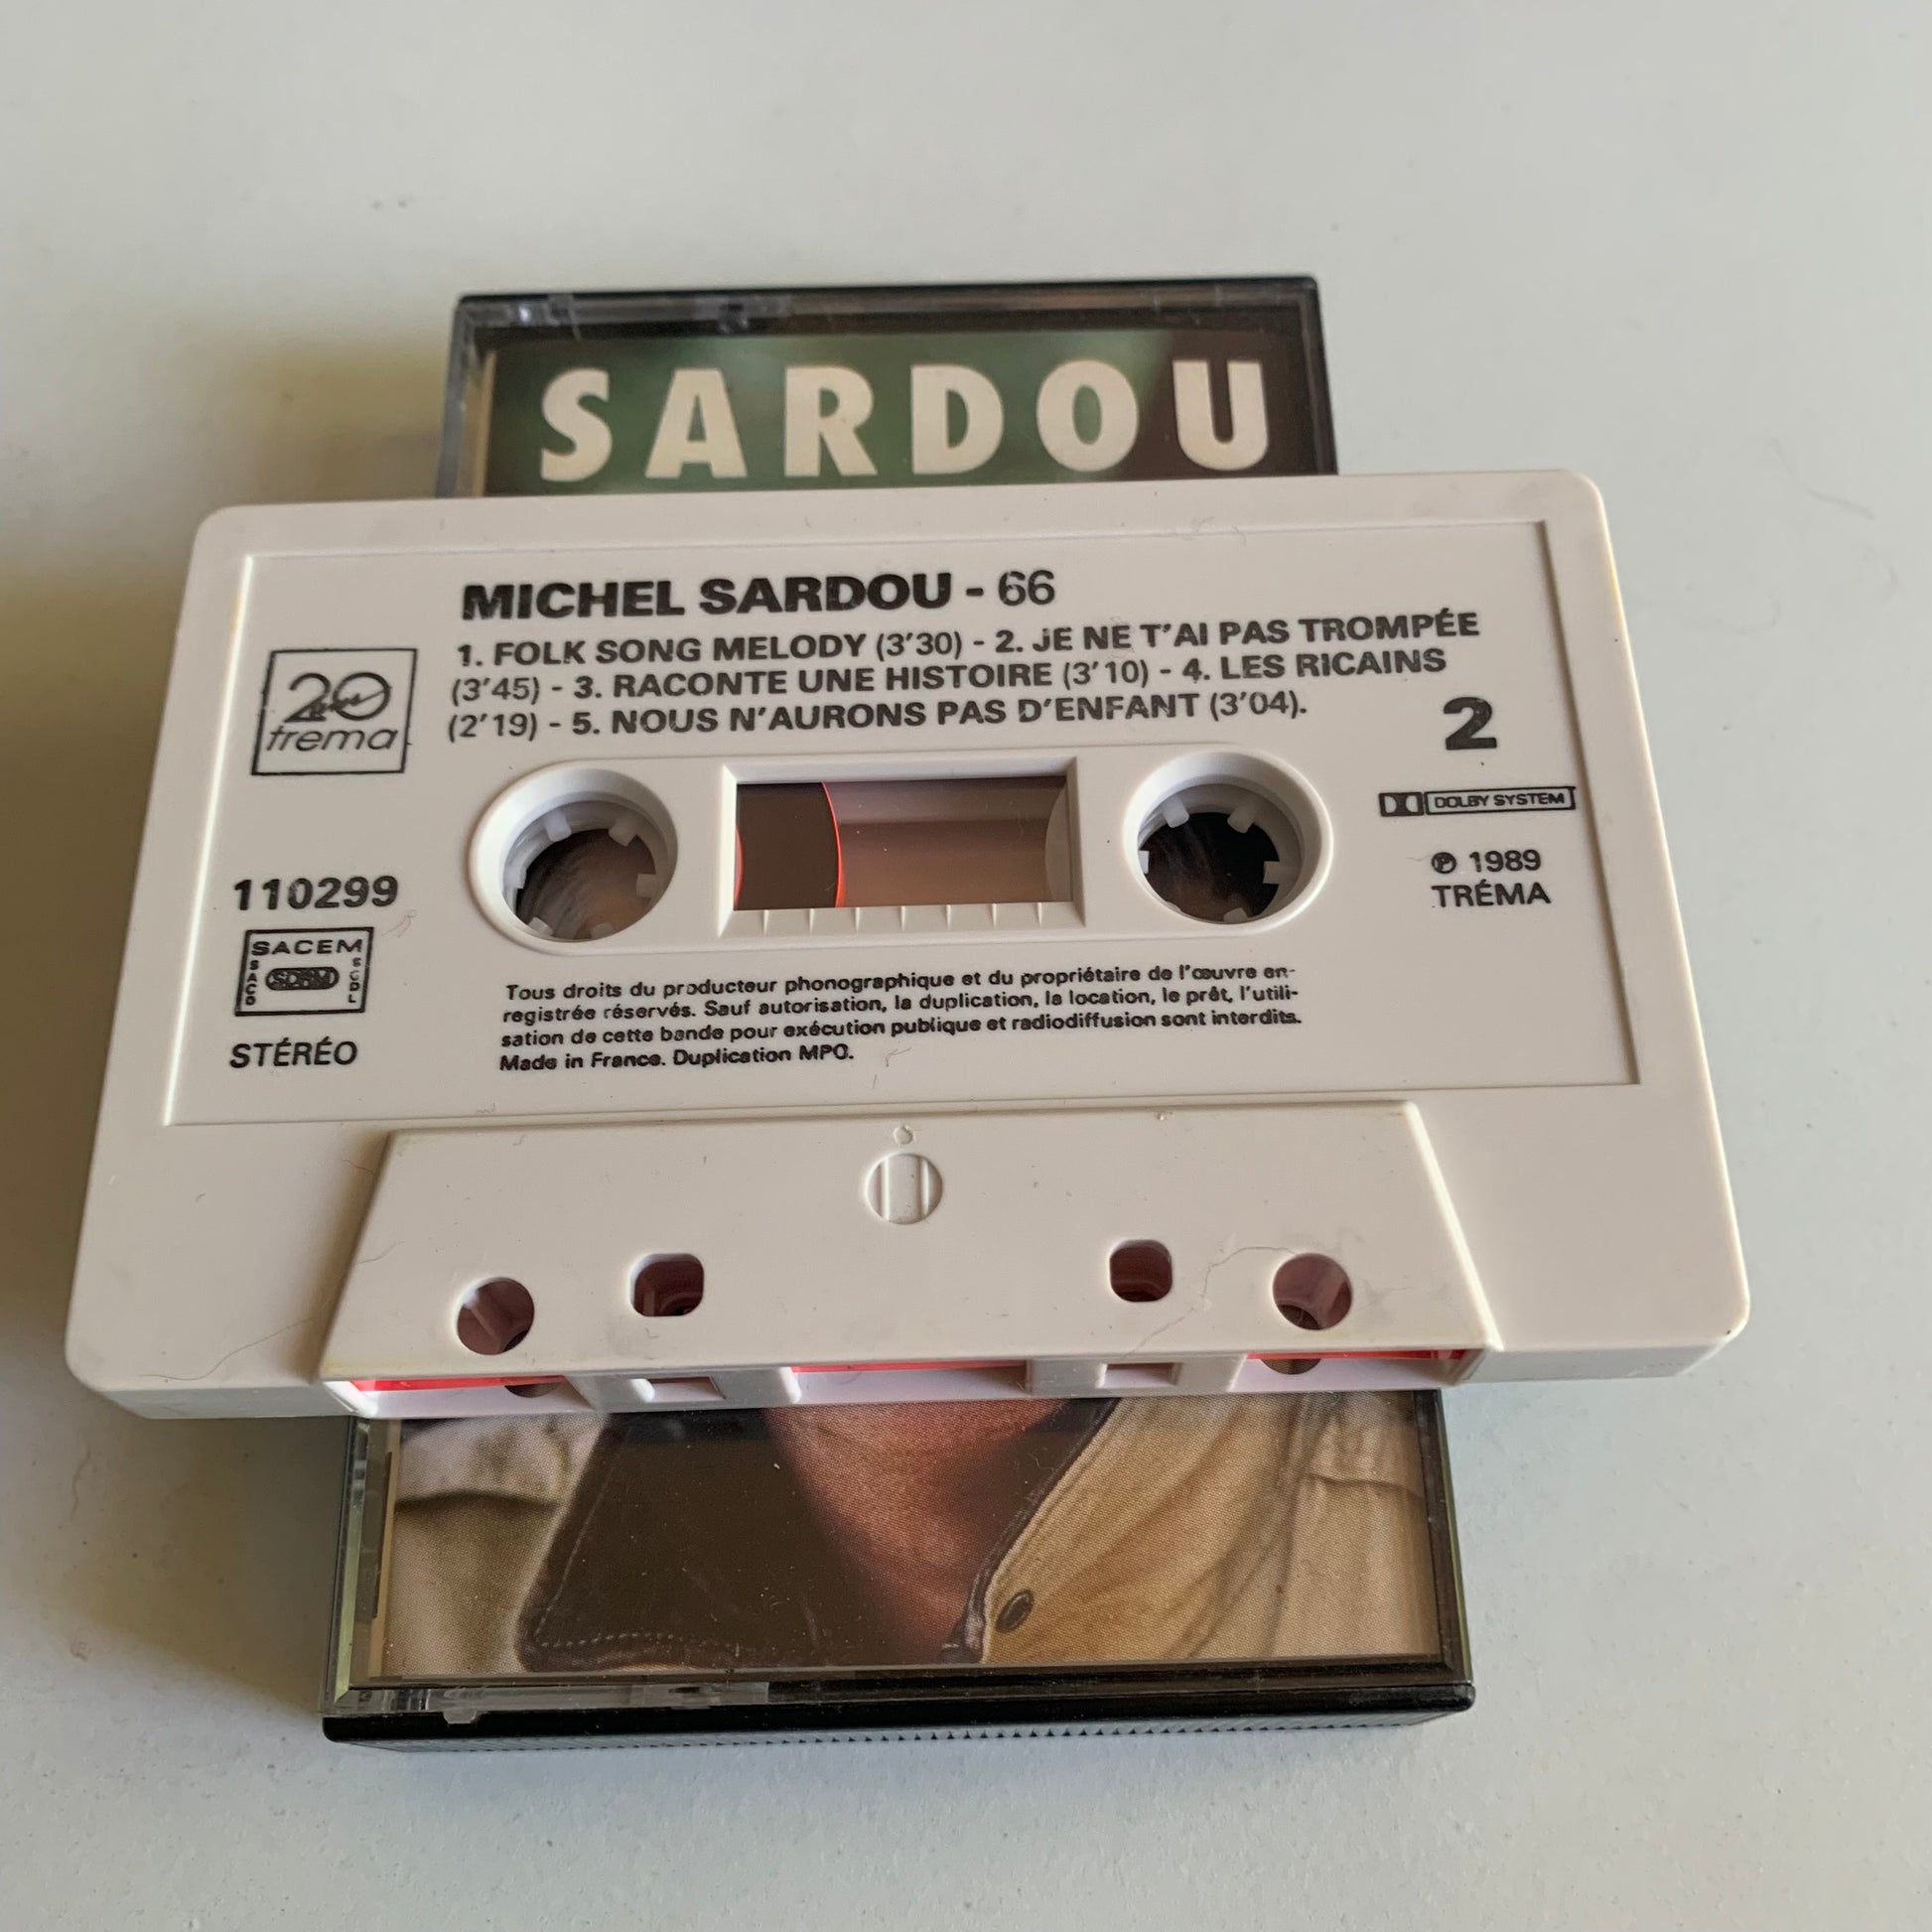 SARDOU
MICHEL SARDOU - 66
1. FOLK SONG MELODY (3'30) - 2. JE NE T'AI PAS TROMPÉE
(3'45) - 3. RACONTE UNE HISTOIRE (3'10) - 4. LES RICAINS
(2'19) - 5. NOUS N'AURONS PAS D'ENFANT (3'04).
20 ans
trema
2
DOLBY SYSTEM
110299
℗ 1989
TRÉMA
SACEM
SACD SDRM SCDL
STÉRÉO
Tous droits du producteur phonographique et du propriétaire de l'œuvre en-
registrée réservés. Sauf autorisation, la duplication, la location, le prêt, l'utili-
sation de cette bande pour exécution publique et radiodiffusion sont interdits.
Made in France. Duplication MPO.